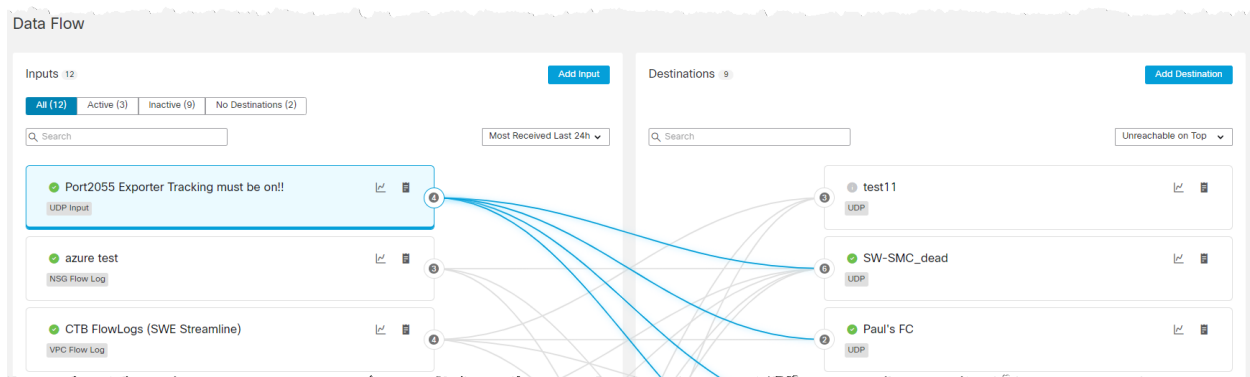 Data Flow
Inputs 12
Add Input
All (12) Active (3) Inactive (9) No Destinations (2)
Search
Most Received Last 24h
Port2055 Exporter Tracking must be on!!
UDP Input
4
azure test
NSG Flow Log
3
CTB FlowLogs (SWE Streamline)
VPC Flow Log
4
Destinations 9
Add Destination
Search
Unreachable on Top
3
test11
UDP
6
SW-SMC_dead
UDP
2
Paul's FC
UDP